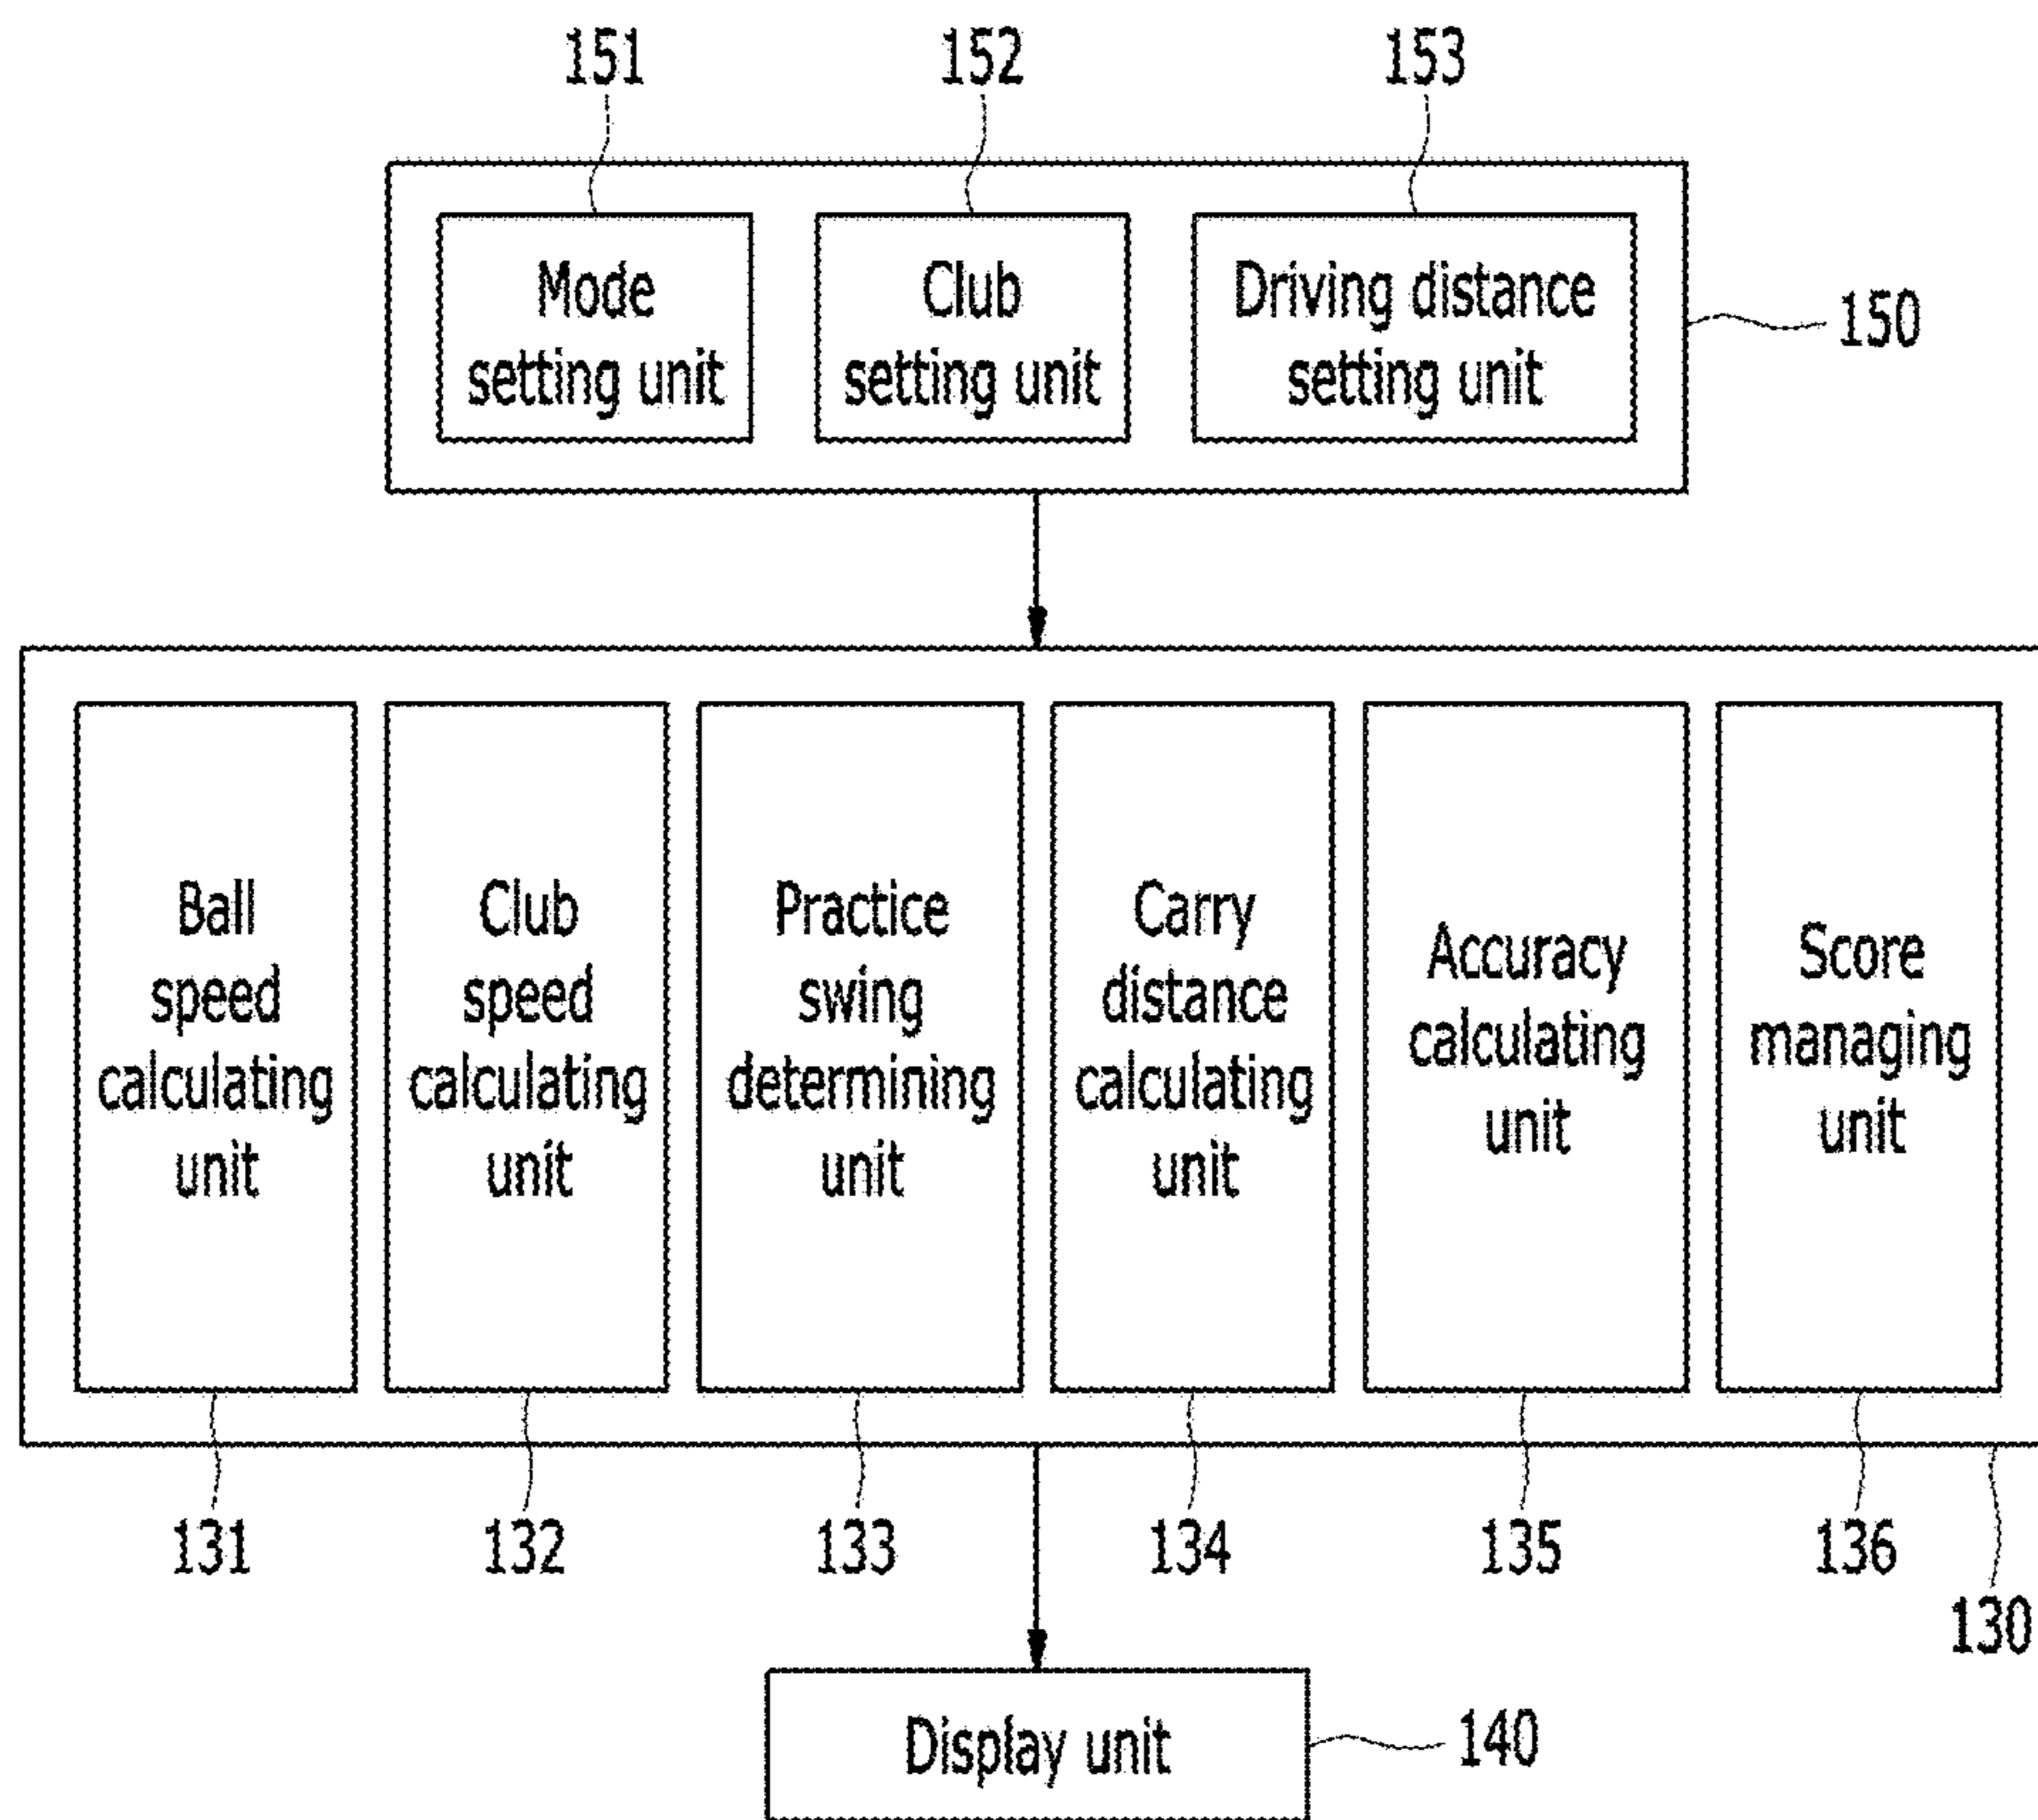 151
152
153
Mode
setting unit
Club
setting unit
Driving distance
setting unit
150
Ball
speed
calculating
unit
Club
speed
calculating
unit
Practice
swing
determining
unit
Carry
distance
calculating
unit
Accuracy
calculating
unit
Score
managing
unit
131
132
133
134
135
136
130
Display unit
140